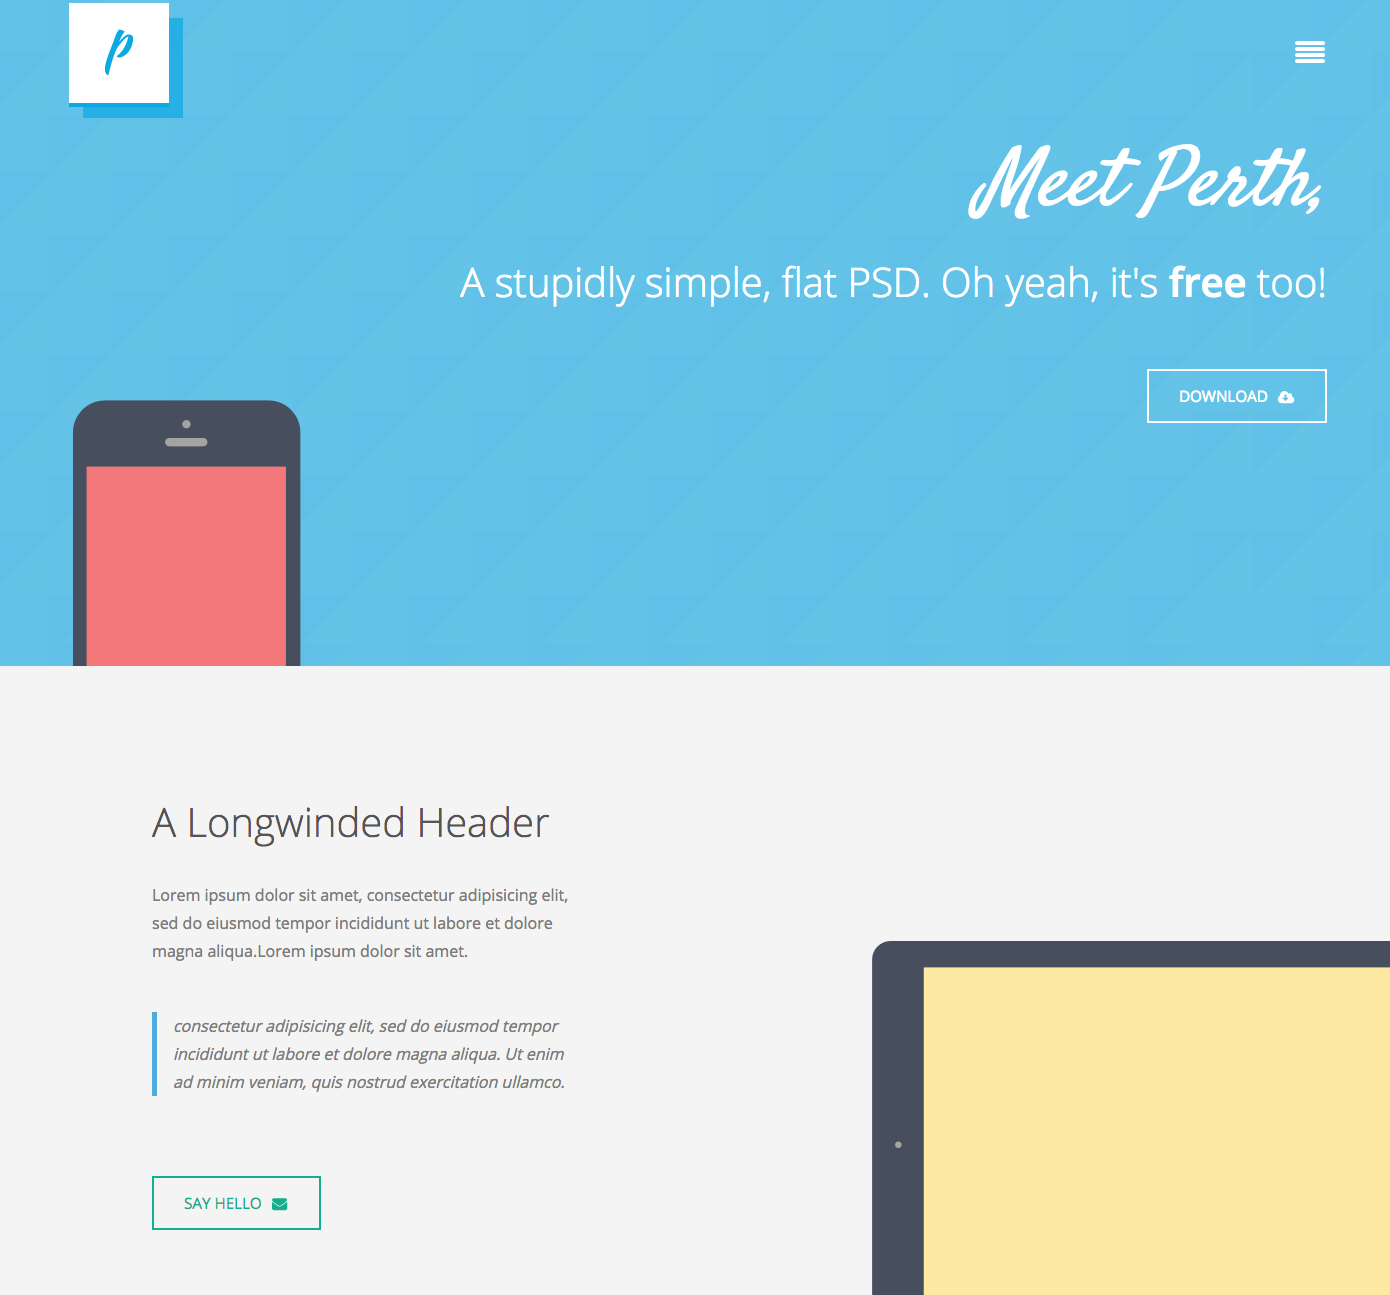 p
Meet Perth,
A stupidly simple, flat PSD. Oh yeah, it's free too!
DOWNLOAD
A Longwinded Header
Lorem ipsum dolor sit amet, consectetur adipisicing elit,
sed do eiusmod tempor incididunt ut labore et dolore
magna aliqua.Lorem ipsum dolor sit amet.
consectetur adipisicing elit, sed do eiusmod tempor
incididunt ut labore et dolore magna aliqua. Ut enim
ad minim veniam, quis nostrud exercitation ullamco.
SAY HELLO